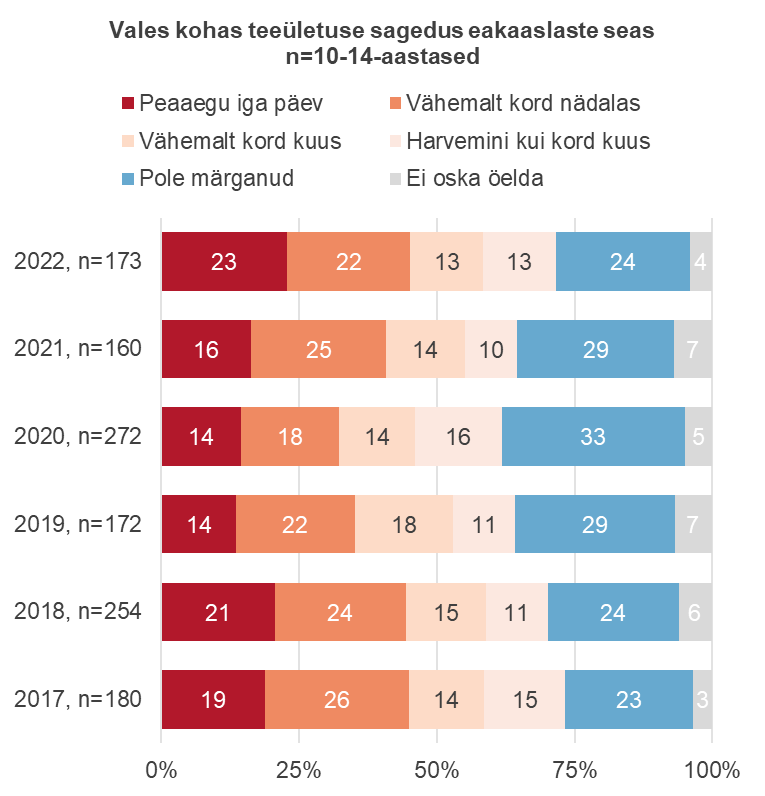 Vales kohas teeületuse sagedus eakaaslaste seas
n=10-14-aastased
Peaaegu iga päev Vähemalt kord nädalas
Vähemalt kord kuus Harvemini kui kord kuus
Pole märganud Ei oska öelda
2022, n=173 23 22 13 13 24 4
2021, n=160 16 25 14 10 29 7
2020, n=272 14 18 14 16 33 5
2019, n=172 14 22 18 11 29 7
2018, n=254 21 24 15 11 24 6
2017, n=180 19 26 14 15 23 3
0% 25% 50% 75% 100%